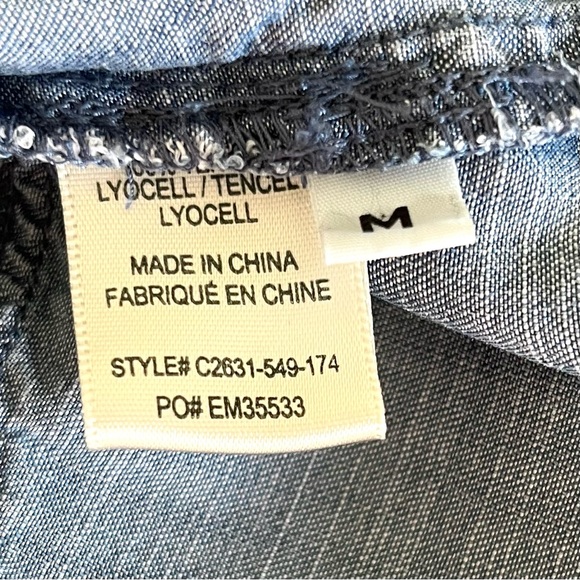 LYOCELL / TENCEL
LYOCELL
M
MADE IN CHINA
FABRIQUÉ EN CHINE
STYLE# C2631-549-174
PO# EM35533